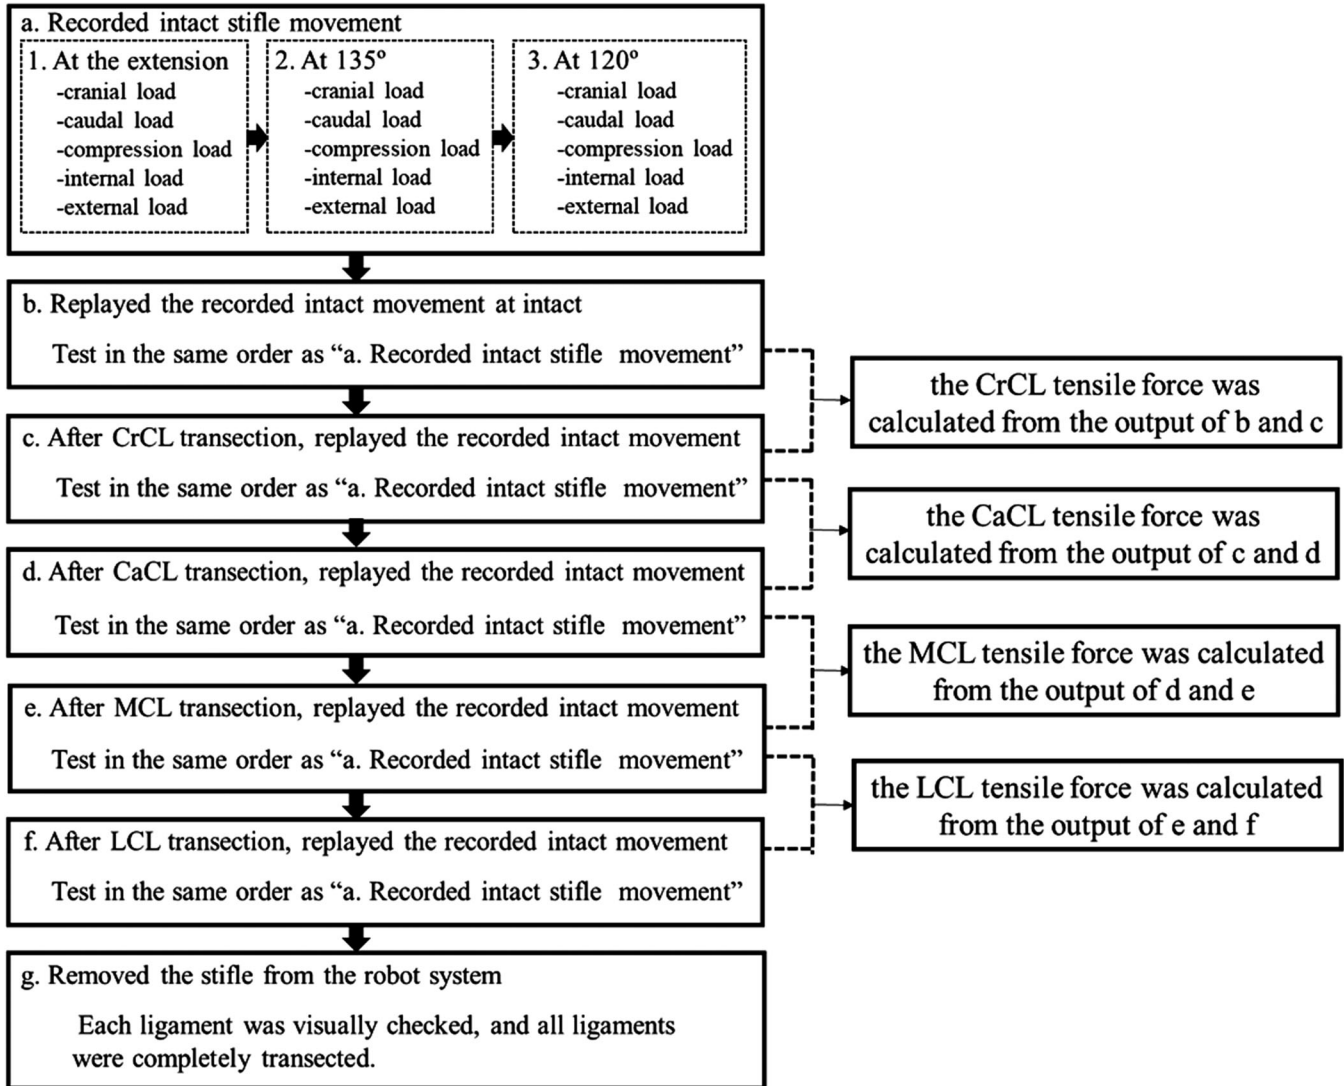 a. Recorded intact stifle movement
1. At the extension
-cranial load
-caudal load
-compression load
-internal load
-external load
2. At 135º
-cranial load
-caudal load
-compression load
-internal load
-external load
3. At 120º
-cranial load
-caudal load
-compression load
-internal load
-external load
b. Replayed the recorded intact movement at intact
Test in the same order as “a. Recorded intact stifle movement”
the CrCL tensile force was
calculated from the output of b and c
c. After CrCL transection, replayed the recorded intact movement
Test in the same order as “a. Recorded intact stifle movement”
the CaCL tensile force was
calculated from the output of c and d
d. After CaCL transection, replayed the recorded intact movement
Test in the same order as “a. Recorded intact stifle movement”
the MCL tensile force was calculated
from the output of d and e
e. After MCL transection, replayed the recorded intact movement
Test in the same order as “a. Recorded intact stifle movement”
the LCL tensile force was calculated
from the output of e and f
f. After LCL transection, replayed the recorded intact movement
Test in the same order as “a. Recorded intact stifle movement”
g. Removed the stifle from the robot system
Each ligament was visually checked, and all ligaments
were completely transected.